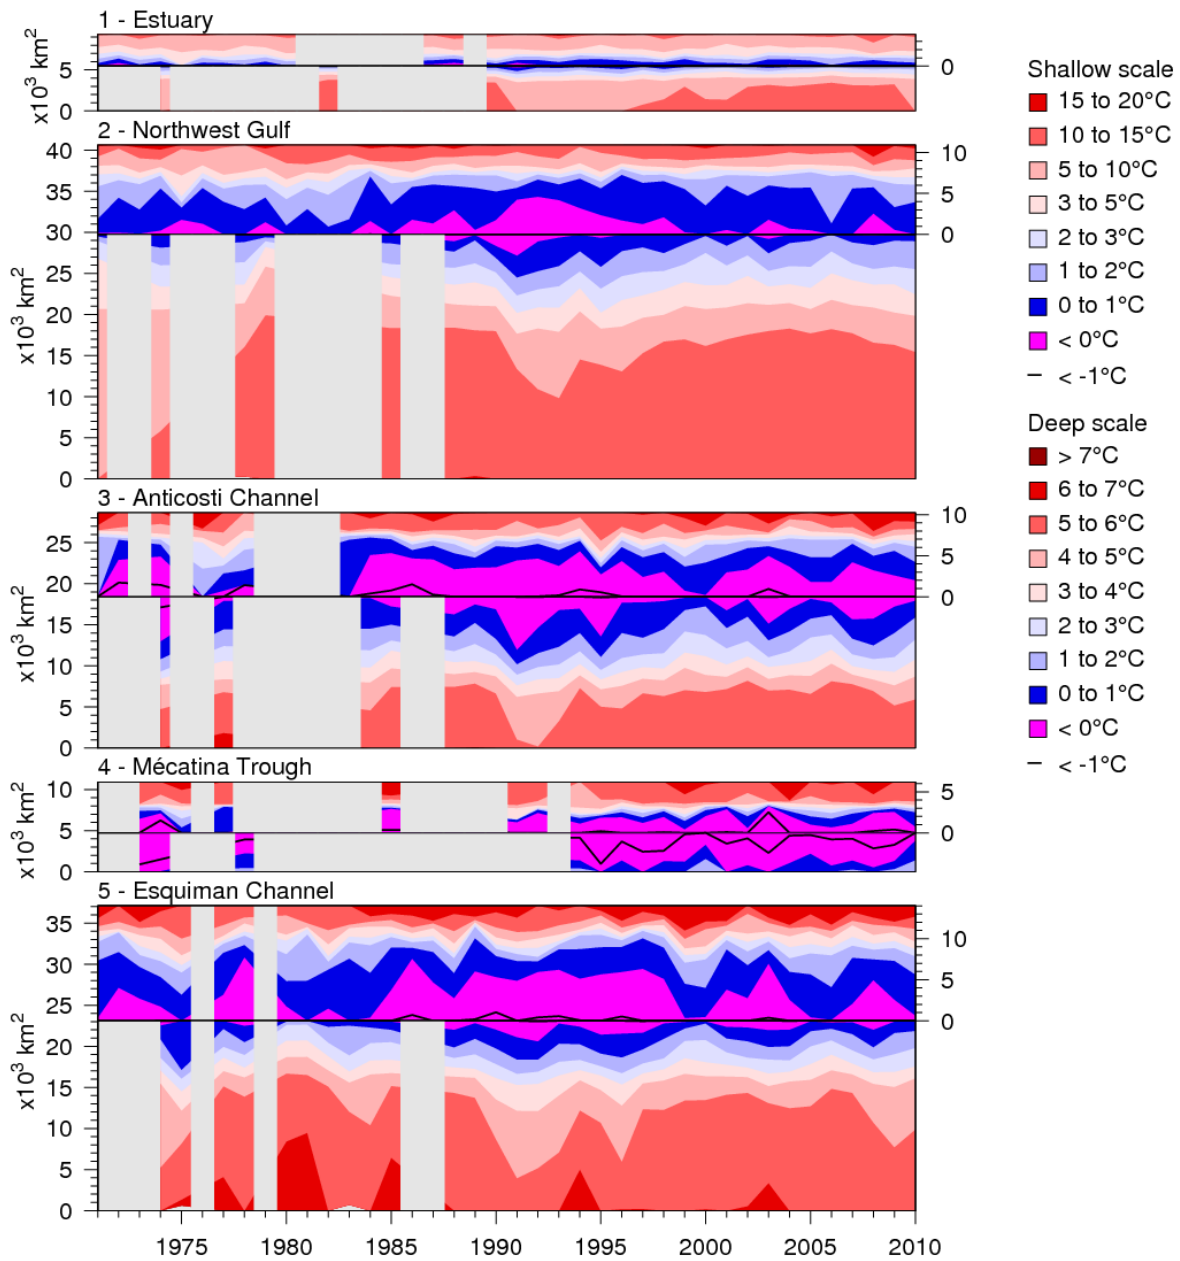 1 - Estuary
x10³ km²
5
0
0
2 - Northwest Gulf
x10³ km²
x10³ km²
40
35
30
25
20
15
10
5
0
10
5
0
3 - Anticosti Channel
x10³ km²
25
20
15
10
5
0
10
5
0
4 - Mécatina Trough
x10³ km²
10
5
0
5
0
5 - Esquiman Channel
x10³ km²
35
30
25
20
15
10
5
0
10
5
0
1975 1980 1985 1990 1995 2000 2005 2010
Shallow scale
15 to 20°C
10 to 15°C
5 to 10°C
3 to 5°C
2 to 3°C
1 to 2°C
0 to 1°C
< 0°C
< -1°C
Deep scale
> 7°C
6 to 7°C
5 to 6°C
4 to 5°C
3 to 4°C
2 to 3°C
1 to 2°C
0 to 1°C
< 0°C
< -1°C